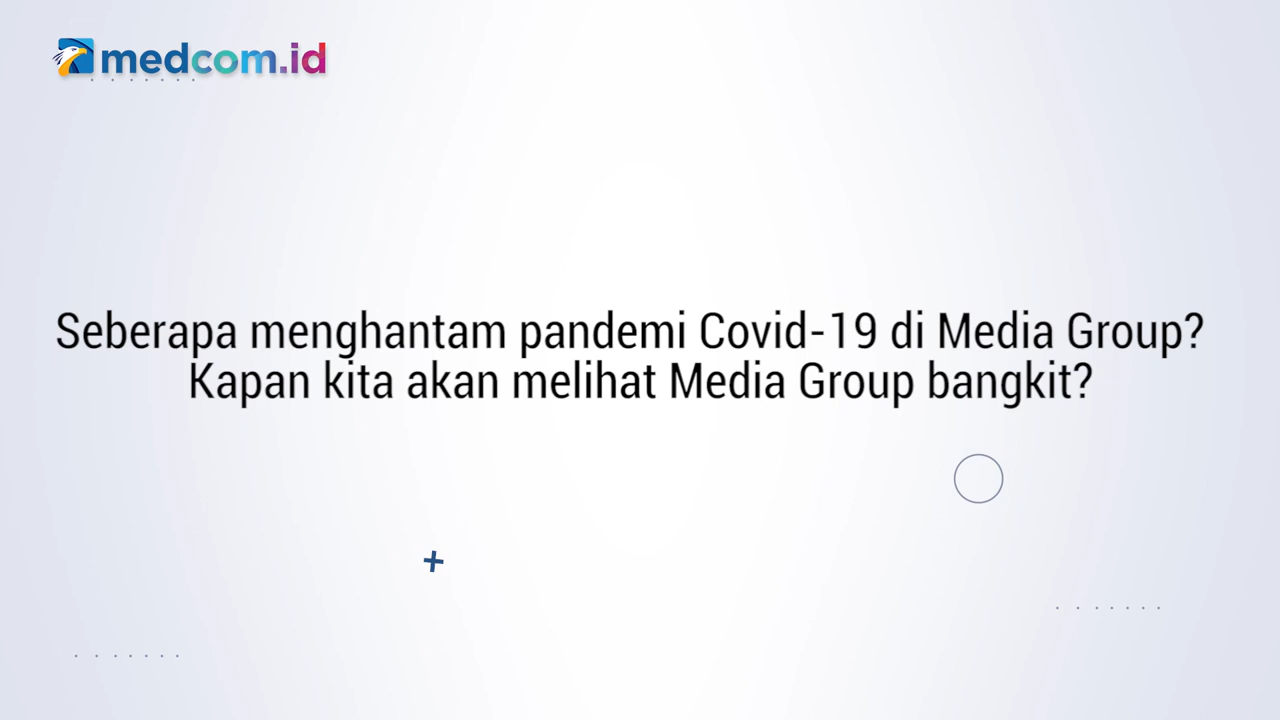 medcom.id
Seberapa menghantam pandemi Covid-19 di Media Group?
Kapan kita akan melihat Media Group bangkit?